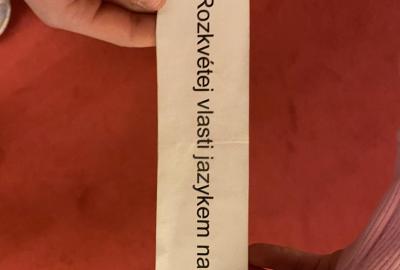 Rozkvétej vlasti jazykem na